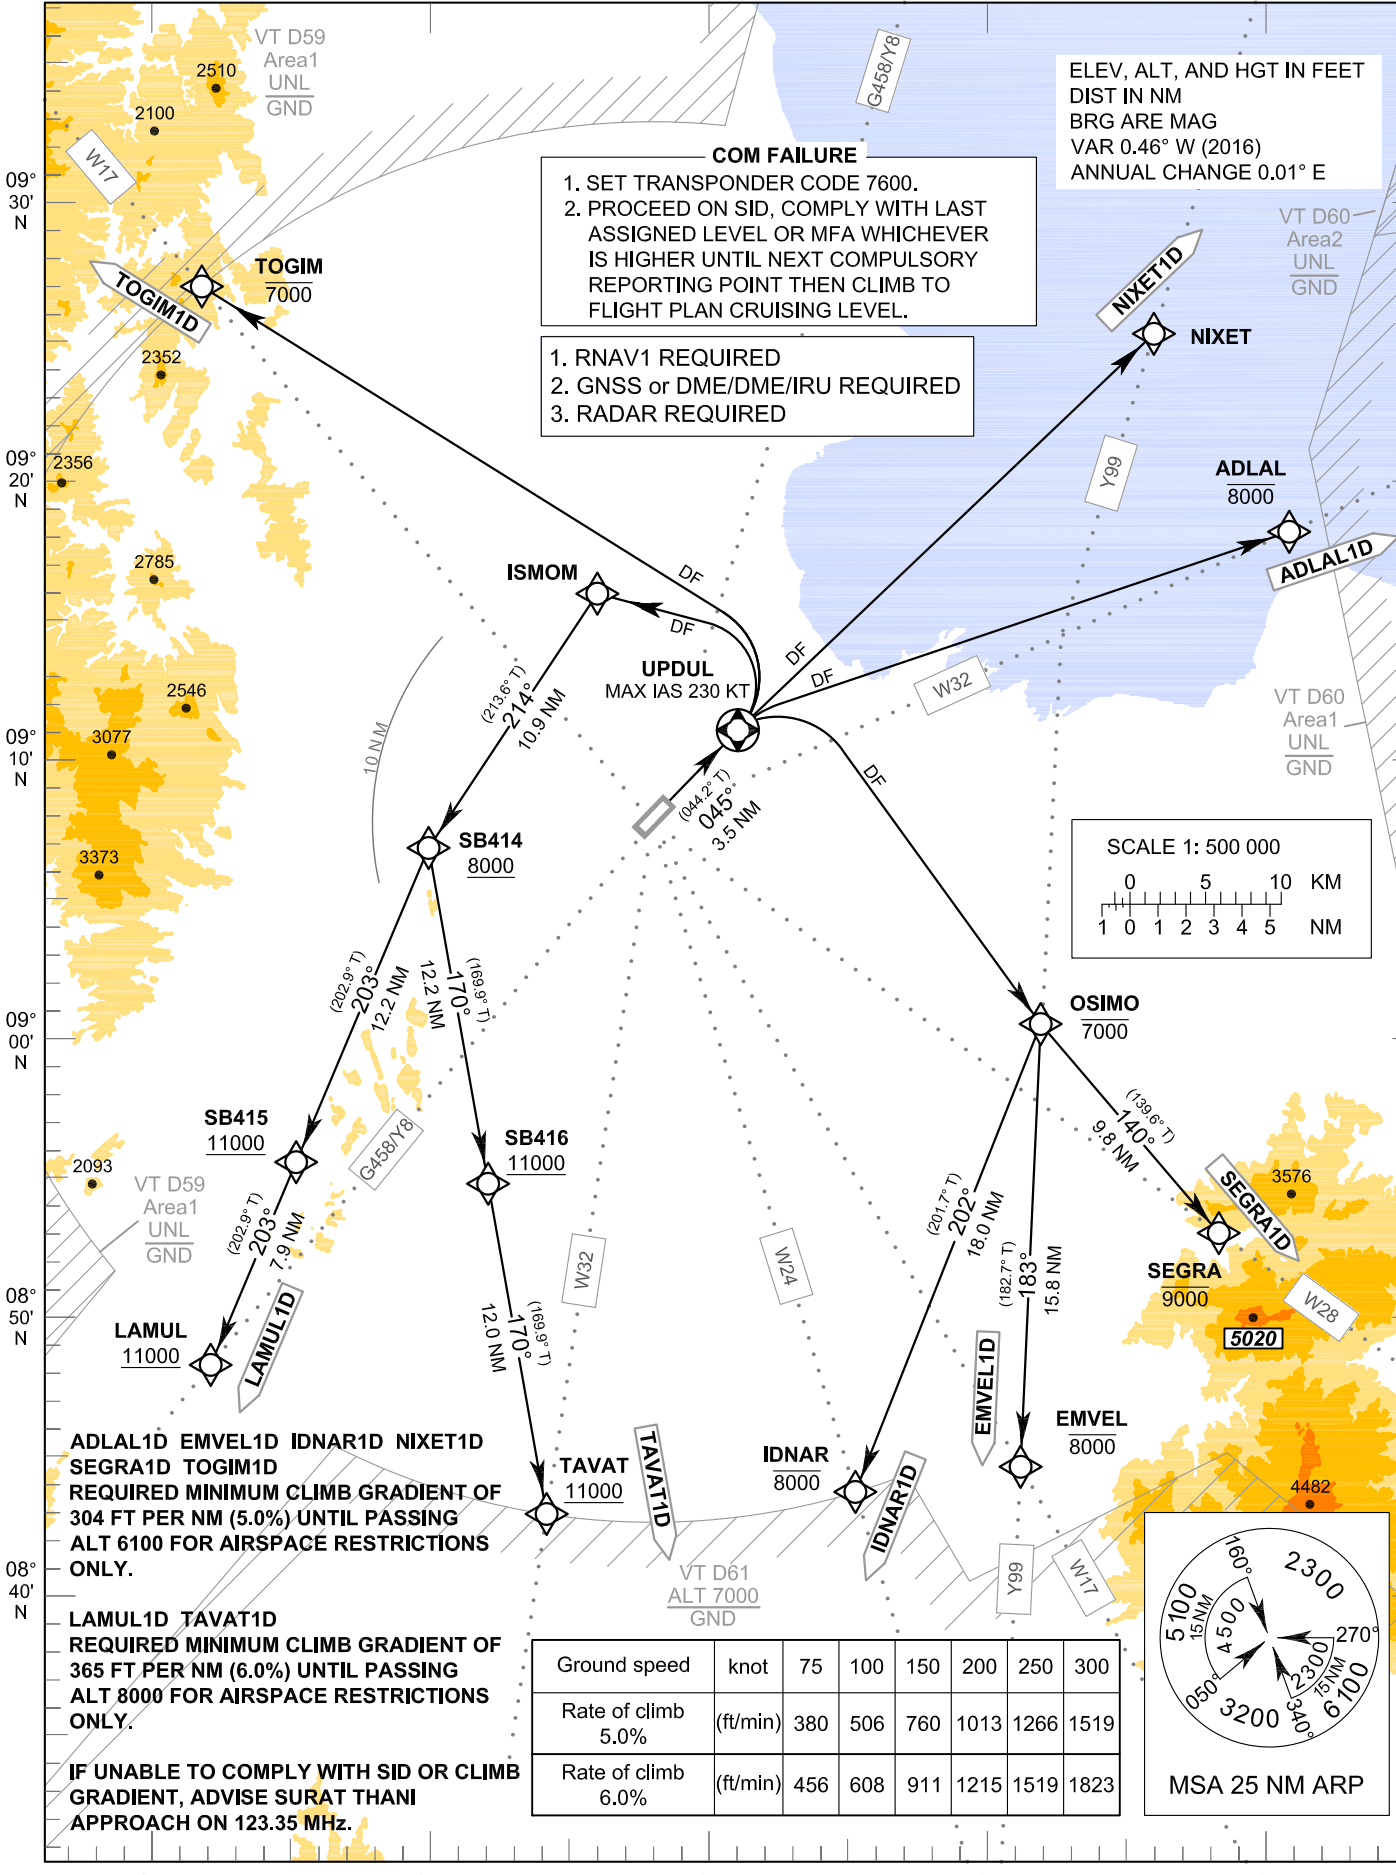 VT D59
Area1
UNL
GND
2510
2100
W17
G458/Y8
ELEV, ALT, AND HGT IN FEET
DIST IN NM
BRG ARE MAG
VAR 0.46° W (2016)
ANNUAL CHANGE 0.01° E
COM FAILURE
1. SET TRANSPONDER CODE 7600.
2. PROCEED ON SID, COMPLY WITH LAST
ASSIGNED LEVEL OR MFA WHICHEVER
IS HIGHER UNTIL NEXT COMPULSORY
REPORTING POINT THEN CLIMB TO
FLIGHT PLAN CRUISING LEVEL.
1. RNAV1 REQUIRED
2. GNSS or DME/DME/IRU REQUIRED
3. RADAR REQUIRED
09°
30'
N
VT D60
Area2
UNL
GND
TOGIM
7000
TOGIM1D
NIXET1D
NIXET
2352
09°
20'
N
2356
Y99
ADLAL
8000
ADLAL1D
2785
ISMOM
DF
DF
DF
DF
DF
UPDUL
MAX IAS 230 KT
W32
(213.6° T)
214°
10.9 NM
2546
3077
10 NM
09°
10'
N
VT D60
Area1
UNL
GND
(044.2° T)
045°
3.5 NM
SB414
8000
3373
SCALE 1: 500 000
0 5 10 KM
1 0 1 2 3 4 5 NM
(202.9° T)
203°
12.2 NM
(169.9° T)
170°
12.2 NM
09°
00'
N
OSIMO
7000
SB415
11000
G458/Y8
SB416
11000
(139.6° T)
140°
9.8 NM
2093
VT D59
Area1
UNL
GND
3576
SEGRA1D
SEGRA
9000
W28
5020
(202.9° T)
203°
7.9 NM
W32
W24
(201.7° T)
202°
18.0 NM
(182.7° T)
183°
15.8 NM
08°
50'
N
LAMUL
11000
LAMUL1D
(169.9° T)
170°
12.0 NM
EMVEL1D
EMVEL
8000
TAVAT
11000
TAVAT1D
IDNAR
8000
IDNAR1D
4482
ADLAL1D EMVEL1D IDNAR1D NIXET1D
SEGRA1D TOGIM1D
REQUIRED MINIMUM CLIMB GRADIENT OF
304 FT PER NM (5.0%) UNTIL PASSING
ALT 6100 FOR AIRSPACE RESTRICTIONS
ONLY.
08°
40'
N
VT D61
ALT 7000
GND
Y99
W17
LAMUL1D TAVAT1D
REQUIRED MINIMUM CLIMB GRADIENT OF
365 FT PER NM (6.0%) UNTIL PASSING
ALT 8000 FOR AIRSPACE RESTRICTIONS
ONLY.
IF UNABLE TO COMPLY WITH SID OR CLIMB
GRADIENT, ADVISE SURAT THANI
APPROACH ON 123.35 MHz.
Ground speed knot 75 100 150 200 250 300
Rate of climb
5.0% (ft/min) 380 506 760 1013 1266 1519
Rate of climb
6.0% (ft/min) 456 608 911 1215 1519 1823
160°
2300
5100
15NM
4500
270°
2300
15NM
6100
050°
3200
340°
MSA 25 NM ARP